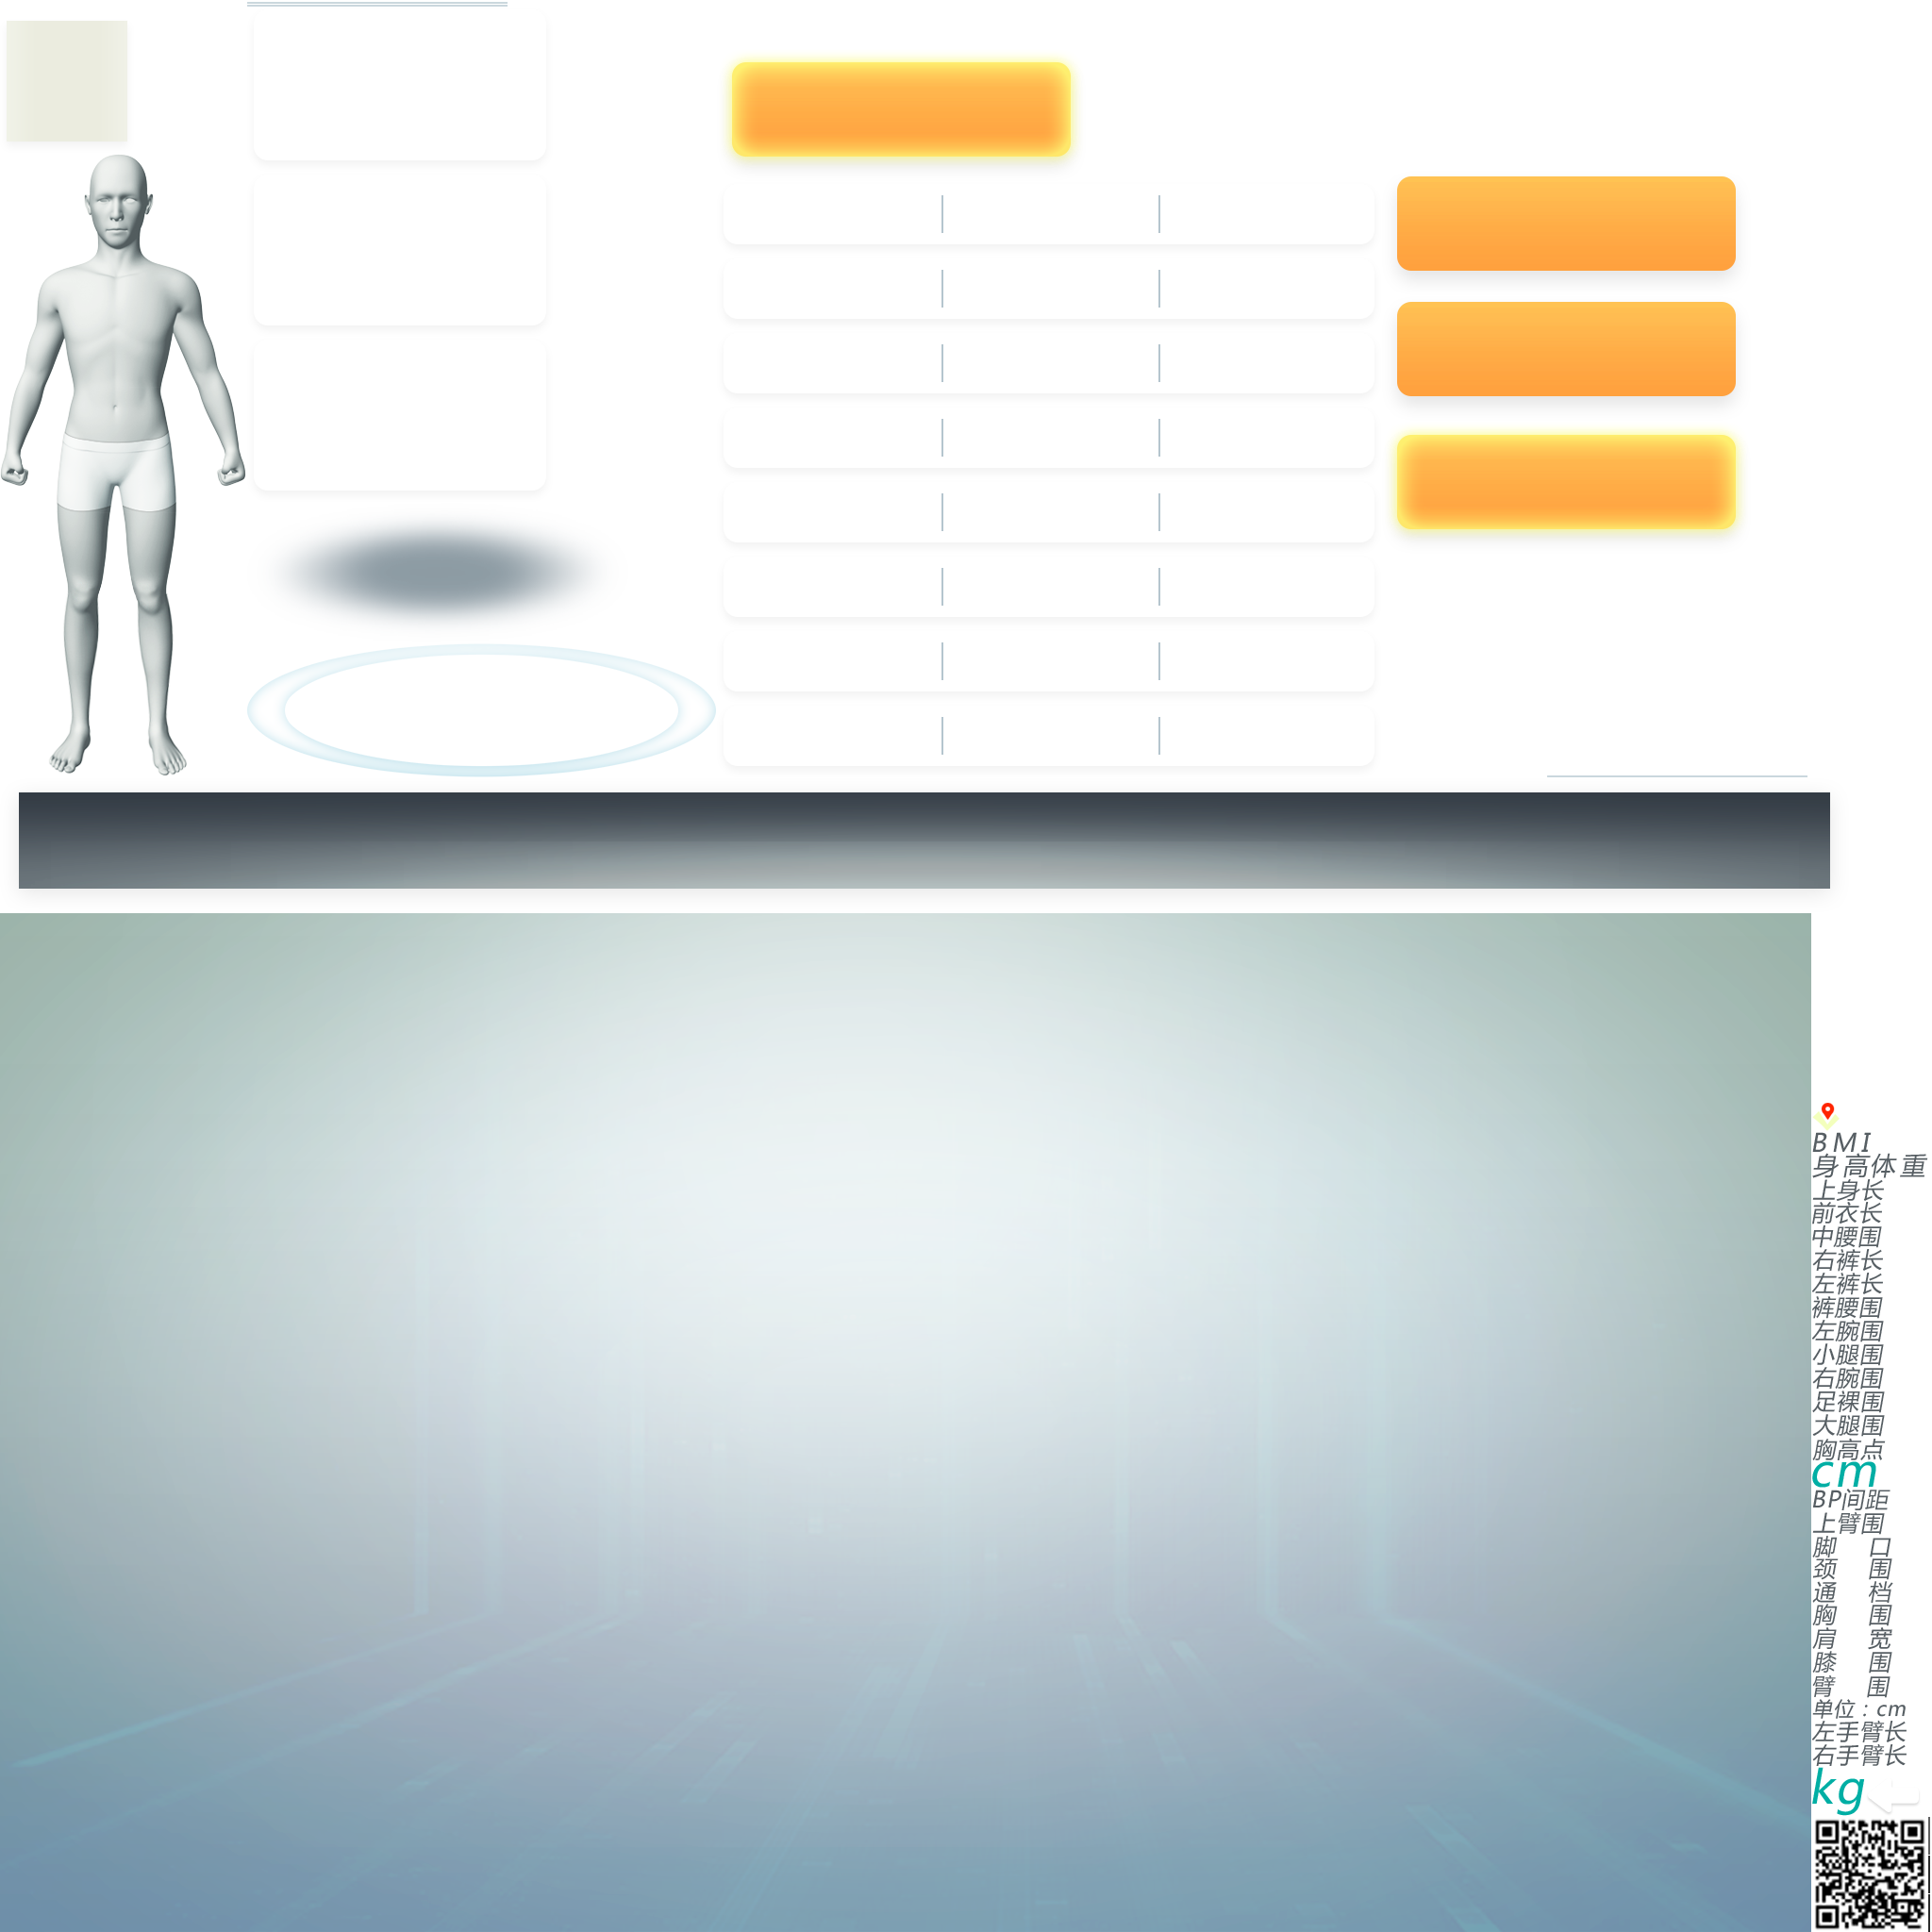 BMI
身高体重
上身长
前衣长
中腰围
右裤长
左裤长
裤腰围
左腕围
小腿围
右腕围
足裸围
大腿围
胸高点
cm
BP间距
上臂围
脚 口
颈 围
通 档
胸 围
肩 宽
膝 围
臂 围
单位：cm
左手臂长
右手臂长
kg